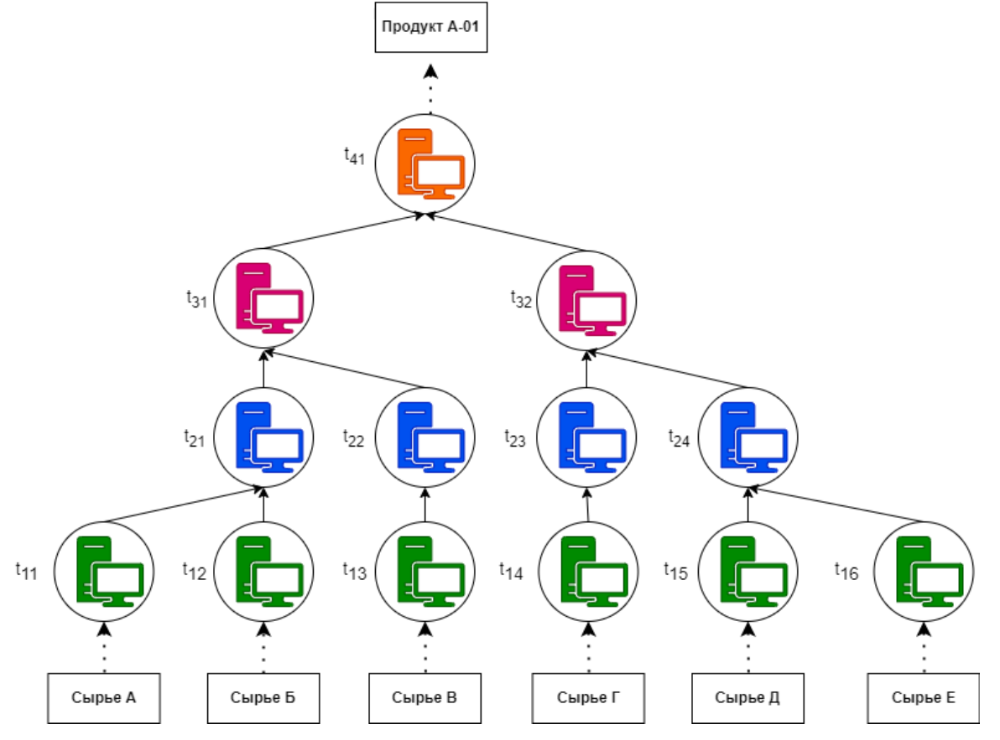 Продукт А-01
t41
t31
t32
t21
t22
t23
t24
t11
t12
t13
t14
t15
t16
Сырье А
Сырье Б
Сырье В
Сырье Г
Сырье Д
Сырье Е